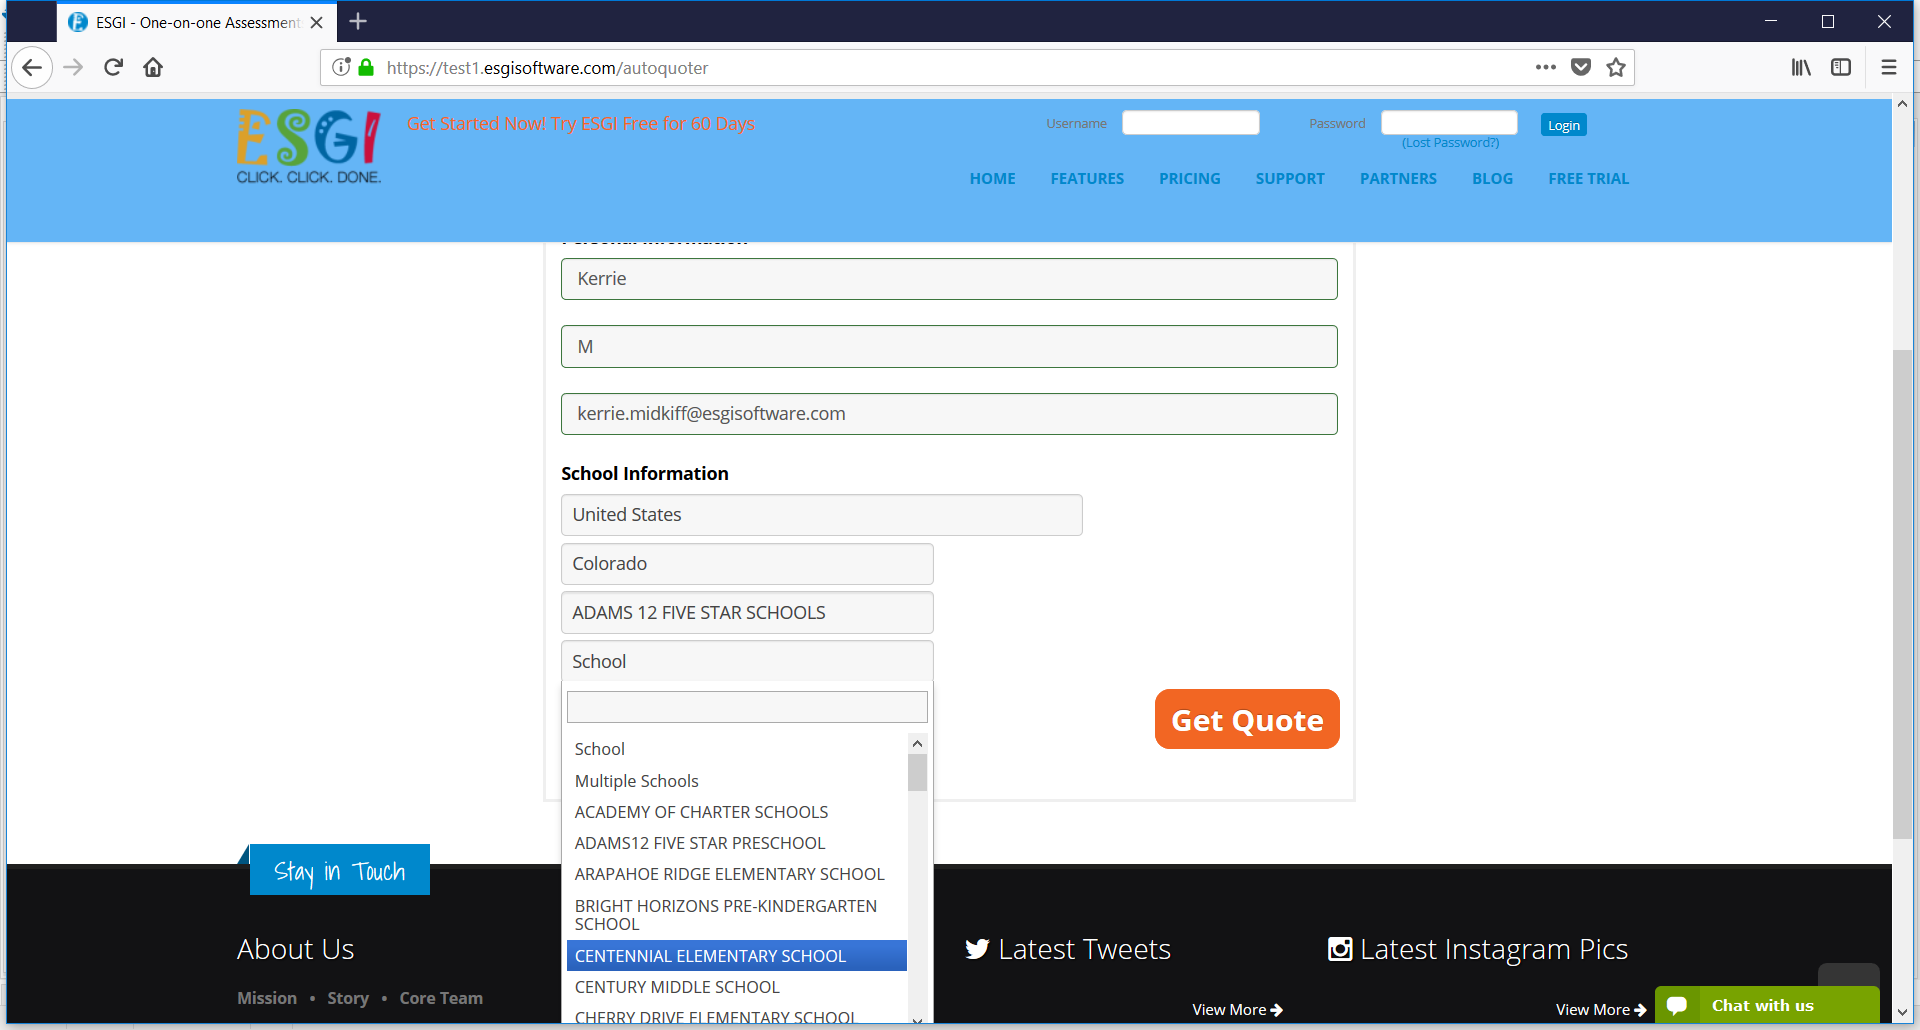 ESGI - One-on-one Assessment
https://test1.esgisoftware.com/autoquoter
ESGI
CLICK. CLICK. DONE.
Get Started Now! Try ESGI Free for 60 Days
Username
Password
Login
(Lost Password?)
HOME FEATURES PRICING SUPPORT PARTNERS BLOG FREE TRIAL
Personal Information
Kerrie
M
kerrie.midkiff@esgisoftware.com
School Information
United States
Colorado
ADAMS 12 FIVE STAR SCHOOLS
School
Get Quote
School
Multiple Schools
ACADEMY OF CHARTER SCHOOLS
ADAMS12 FIVE STAR PRESCHOOL
ARAPAHOE RIDGE ELEMENTARY SCHOOL
BRIGHT HORIZONS PRE-KINDERGARTEN
SCHOOL
CENTENNIAL ELEMENTARY SCHOOL
CENTURY MIDDLE SCHOOL
CHERRY DRIVE ELEMENTARY SCHOOL
Stay in Touch
About Us
Mission • Story • Core Team
Latest Tweets
View More
Latest Instagram Pics
View More
Chat with us